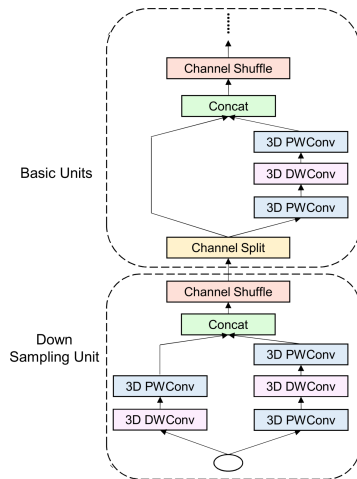 Channel Shuffle
Concat
3D PWConv
3D DWConv
3D PWConv
Basic Units
Channel Split
Channel Shuffle
Concat
Down
Sampling Unit
3D PWConv
3D PWConv
3D DWConv
3D DWConv
3D PWConv